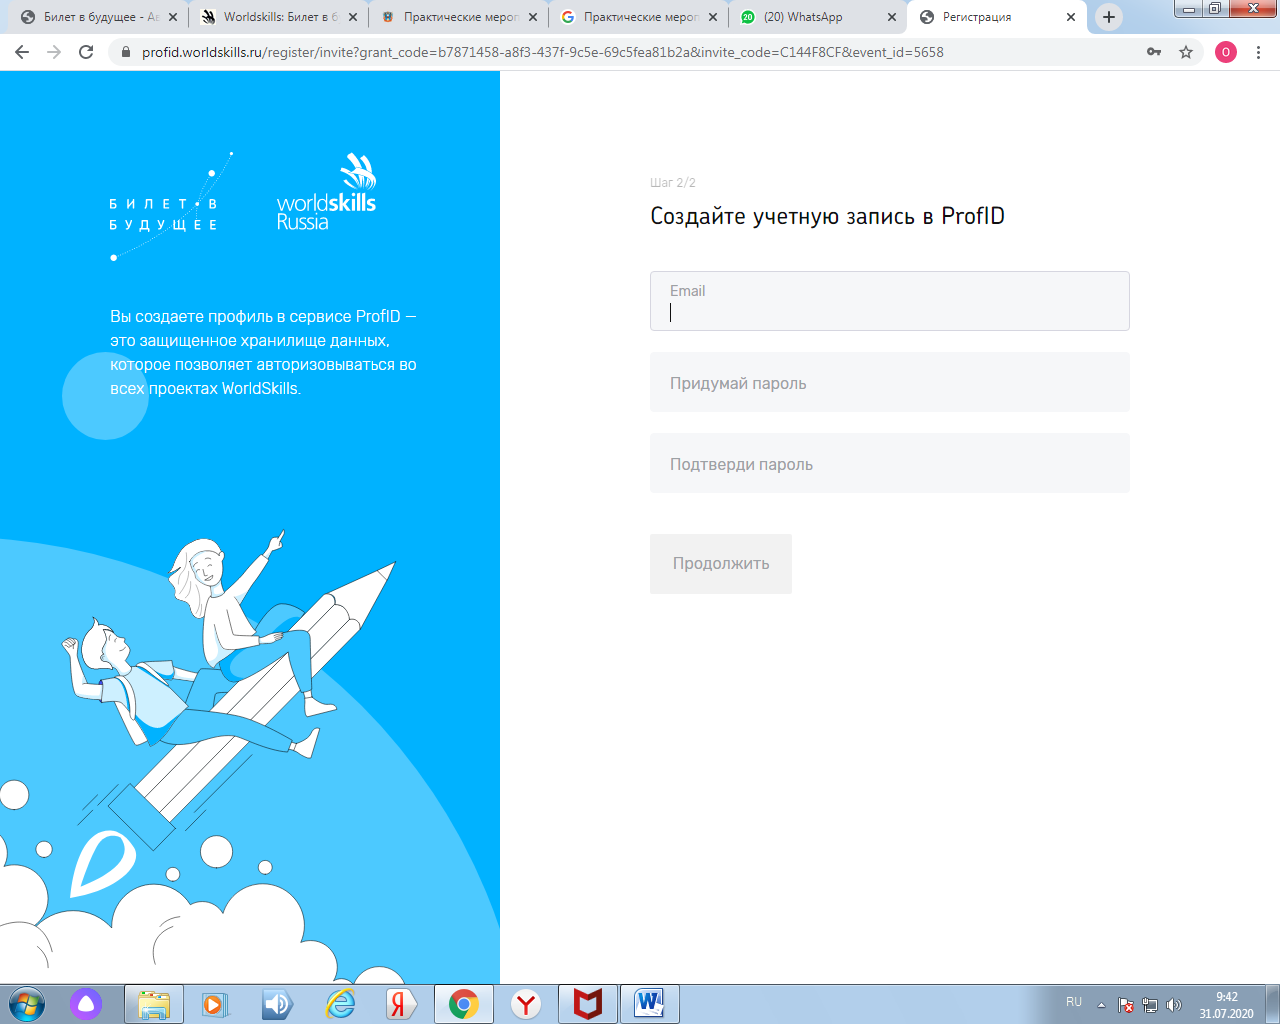 Билет в будущее - Ав
Worldskills: Билет в б
Практические мероп
Практические мероп
(20) WhatsApp
Регистрация
profid.worldskills.ru/register/invite?grant_code=b7871458-a8f3-437f-9c5e-69c5fea81b2a&invite_code=C144F8CF&event_id=5658
O
БИЛЕТ В
БУДУЩЕЕ
worldskills
Russia
Вы создаете профиль в сервисе ProfID —
это защищенное хранилище данных,
которое позволяет авторизовываться во
всех проектах WorldSkills.
Шаг 2/2
Создайте учетную запись в ProfID
Email
Придумай пароль
Подтверди пароль
Продолжить
RU
9:42
31.07.2020